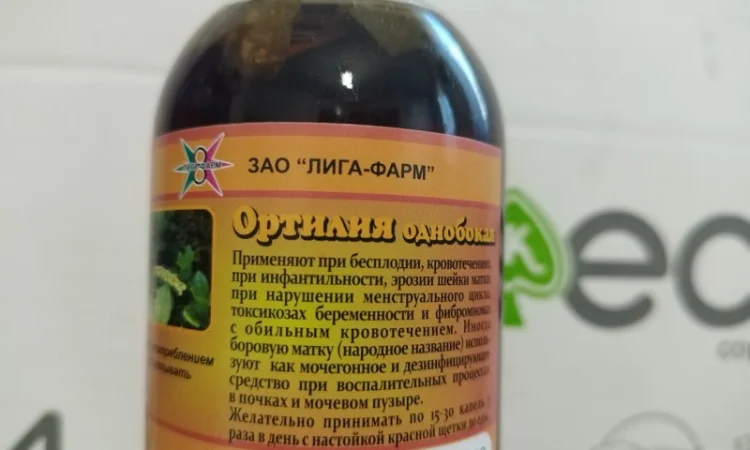 ЗАО "ЛИГА-ФАРМ"
Ортилия однобокая
Применяют при бесплодии, кровотечениях,
при инфантильности, эрозии шейки матки,
при нарушении менструального цикла,
токсикозах беременности и фибромиомах
с обильным кровотечением. Иногда
боровую матку (народное название) исполь-
зуют как мочегонное и дезинфицирующее
средство при воспалительных процессах
в почках и мочевом пузыре.
Желательно принимать по 15-30 капель
раза в день с настойкой красной щетки до